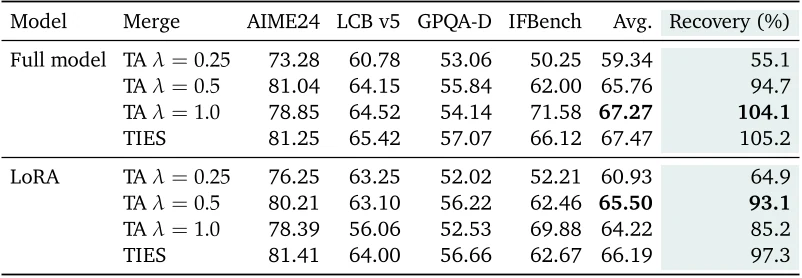 Model Merge AIME24 LCB v5 GPQA-D IFBench Avg. Recovery (%)
Full model TA λ = 0.25 73.28 60.78 53.06 50.25 59.34 55.1
TA λ = 0.5 81.04 64.15 55.84 62.00 65.76 94.7
TA λ = 1.0 78.85 64.52 54.14 71.58 67.27 104.1
TIES 81.25 65.42 57.07 66.12 67.47 105.2
LoRA TA λ = 0.25 76.25 63.25 52.02 52.21 60.93 64.9
TA λ = 0.5 80.21 63.10 56.22 62.46 65.50 93.1
TA λ = 1.0 78.39 56.06 52.53 69.88 64.22 85.2
TIES 81.41 64.00 56.66 62.67 66.19 97.3